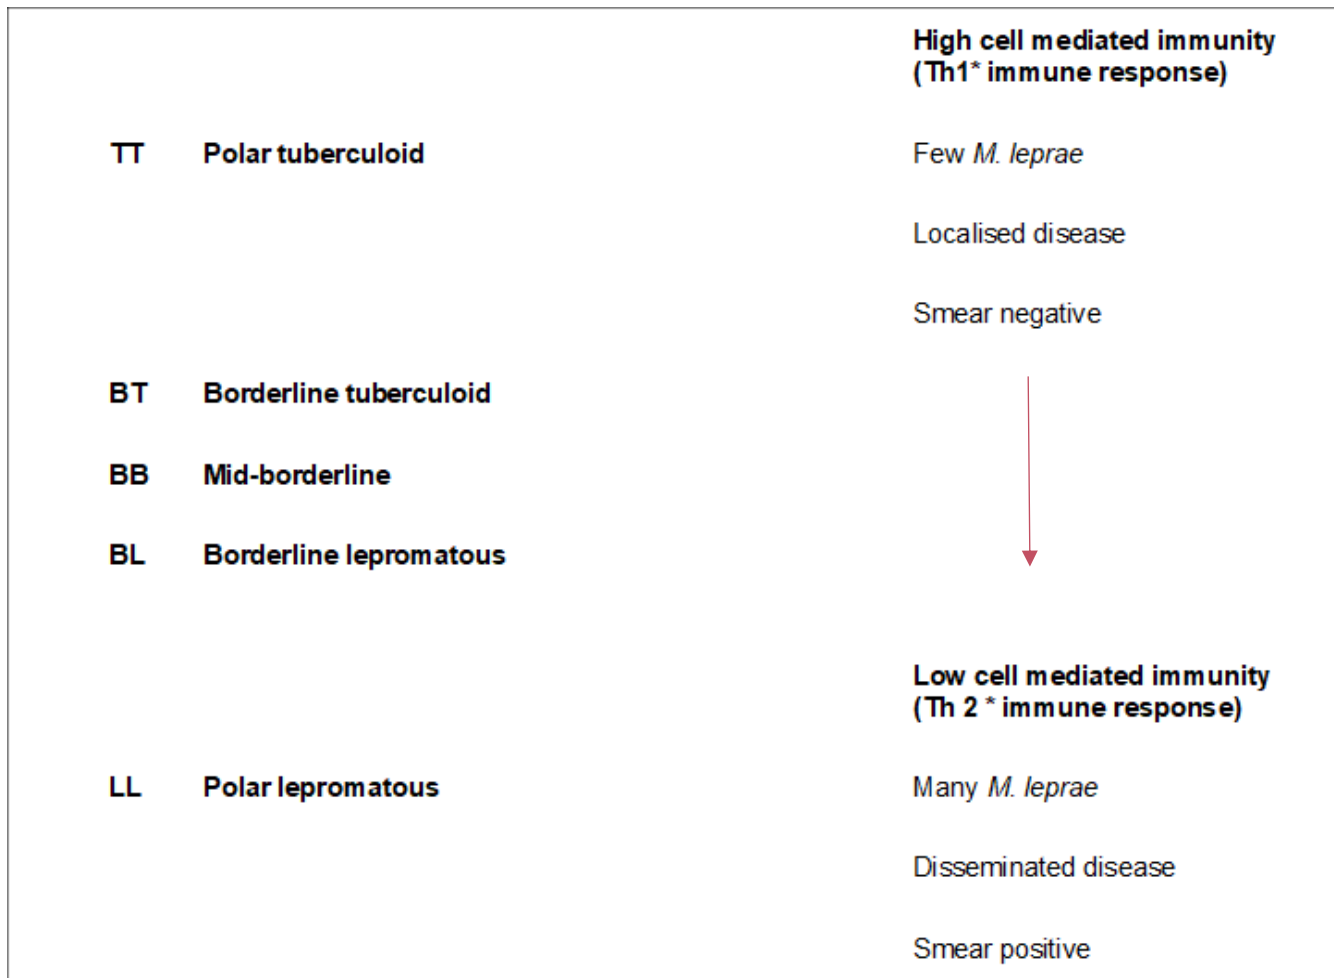 High cell mediated immunity
(Th1* immune response)
TT Polar tuberculoid Few M. leprae
Localised disease
Smear negative
BT Borderline tuberculoid
BB Mid-borderline
BL Borderline lepromatous
Low cell mediated immunity
(Th 2 * immune response)
LL Polar lepromatous Many M. leprae
Disseminated disease
Smear positive